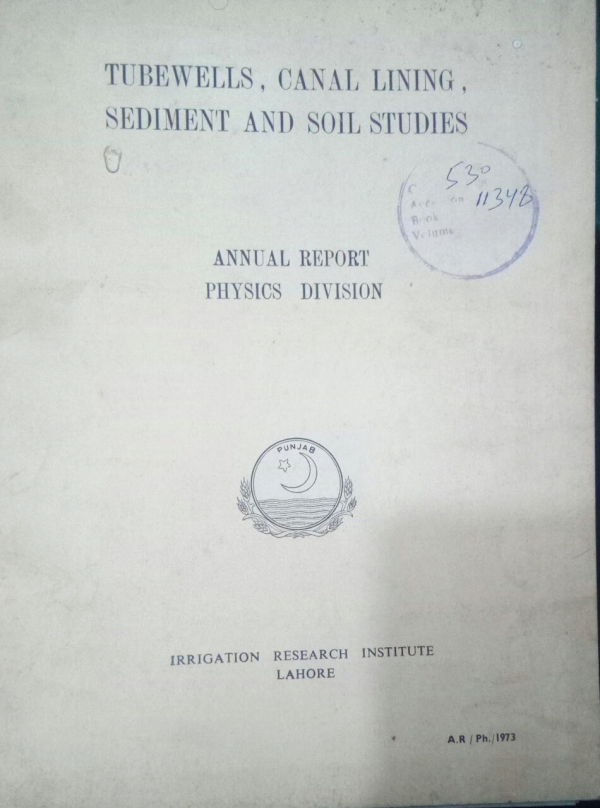 TUBEWELLS, CANAL LINING,
SEDIMENT AND SOIL STUDIES
530
11348
Book
Volume
ANNUAL REPORT
PHYSICS DIVISION
PUNJAB
IRRIGATION RESEARCH INSTITUTE
LAHORE
A.R / Ph./1973